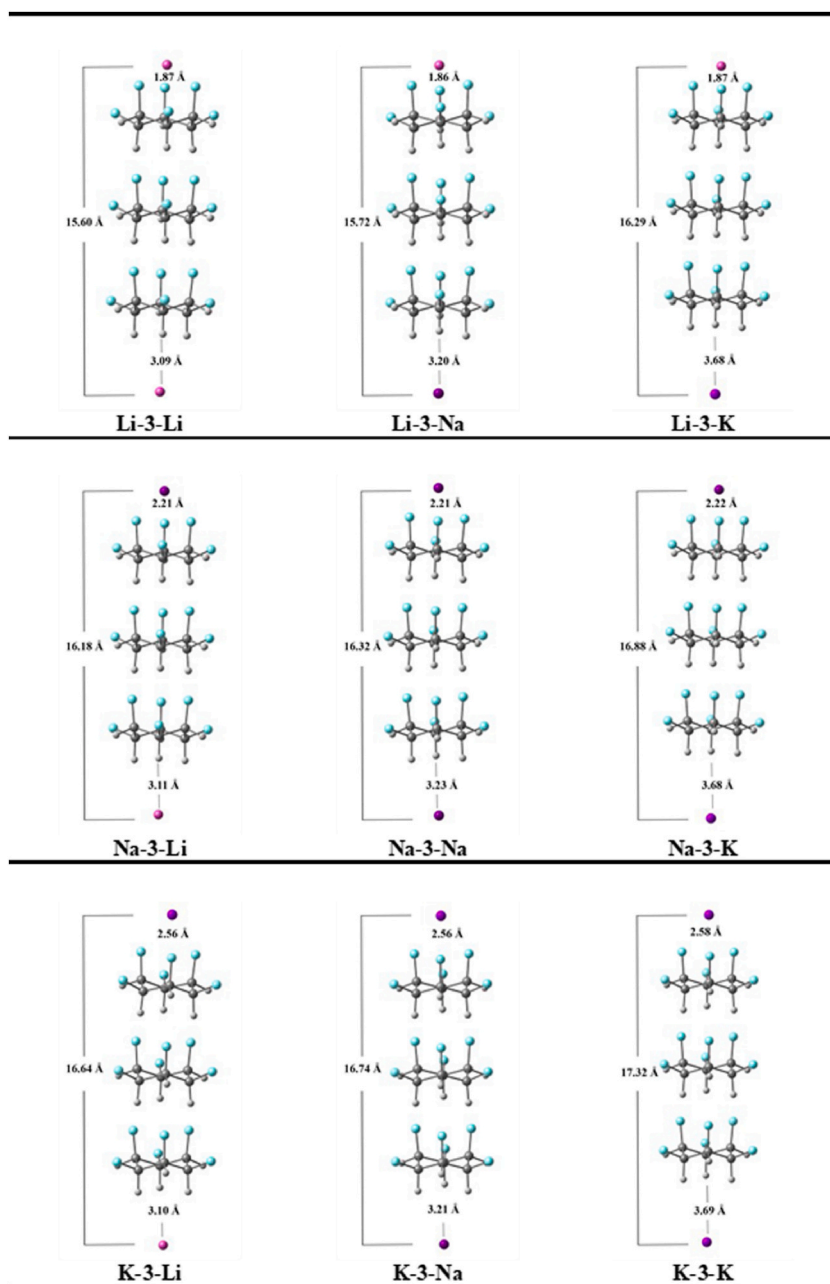 1.87 Å 1.86 Å 1.87 Å
15.60 Å 15.72 Å 16.29 Å
3.09 Å 3.20 Å 3.68 Å
Li-3-Li Li-3-Na Li-3-K
2.21 Å 2.21 Å 2.22 Å
16.18 Å 16.32 Å 16.88 Å
3.11 Å 3.23 Å 3.68 Å
Na-3-Li Na-3-Na Na-3-K
2.56 Å 2.56 Å 2.58 Å
16.64 Å 16.74 Å 17.32 Å
3.10 Å 3.21 Å 3.69 Å
K-3-Li K-3-Na K-3-K